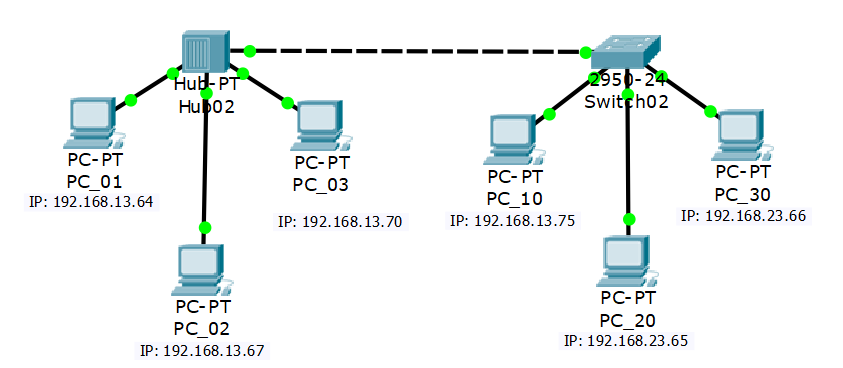 Hub-PT
Hub02
2950-24
Switch02
PC-PT
PC_01
IP: 192.168.13.64
PC-PT
PC_03
IP: 192.168.13.70
PC-PT
PC_10
IP: 192.168.13.75
PC-PT
PC_30
IP: 192.168.23.66
PC-PT
PC_02
IP: 192.168.13.67
PC-PT
PC_20
IP: 192.168.23.65